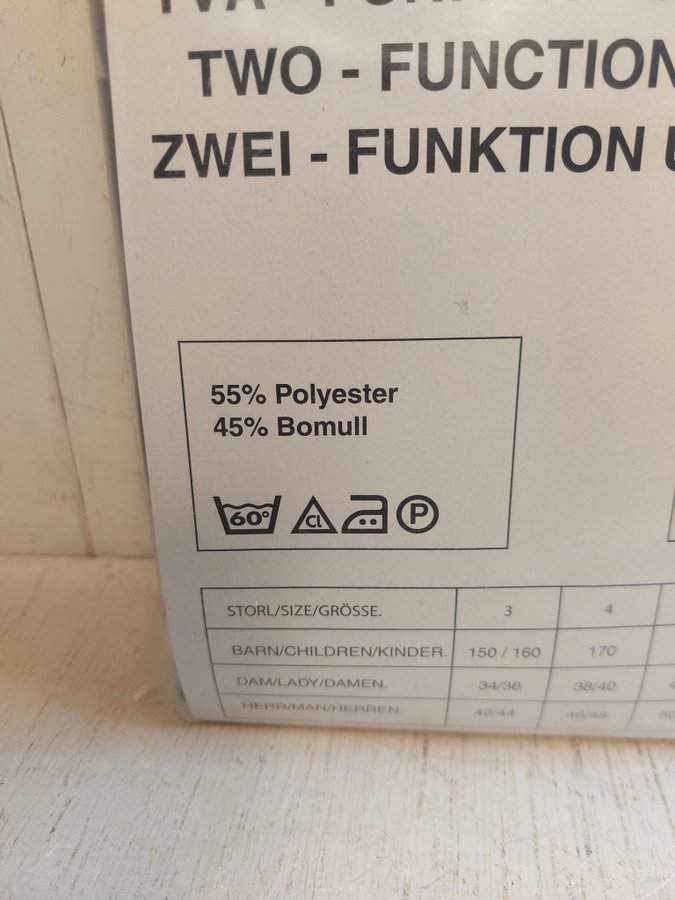 TWO - FUNCTION
ZWEI - FUNKTION
55% Polyester
45% Bomull
60° CL P
STORL/SIZE/GRÖSSE. 3 4
BARN/CHILDREN/KINDER. 150 / 160 170
DAM/LADY/DAMEN. 34/36 38/40
HERR/MAN/HERREN. 42/44 46/48